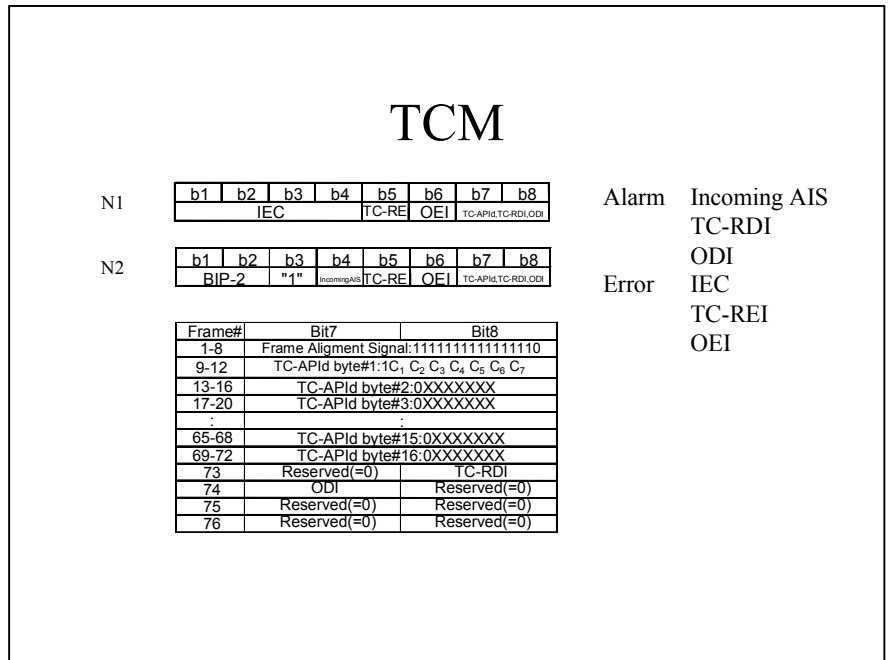 TCM
N1
b1 b2 b3 b4 b5 b6 b7 b8
IEC TC-RE OEI TC-APId,TC-RDI,ODI
N2
b1 b2 b3 b4 b5 b6 b7 b8
BIP-2 "1" IncomingAIS TC-RE OEI TC-APId,TC-RDI,ODI
Alarm Incoming AIS
TC-RDI
ODI
Error IEC
TC-REI
OEI
Frame# Bit7 Bit8
1-8 Frame Aligment Signal:1111111111111110
9-12 TC-APId byte#1:1C₁ C₂ C₃ C₄ C₅ C₆ C₇
13-16 TC-APId byte#2:0XXXXXXX
17-20 TC-APId byte#3:0XXXXXXX
: :
65-68 TC-APId byte#15:0XXXXXXX
69-72 TC-APId byte#16:0XXXXXXX
73 Reserved(=0) TC-RDI
74 ODI Reserved(=0)
75 Reserved(=0) Reserved(=0)
76 Reserved(=0) Reserved(=0)